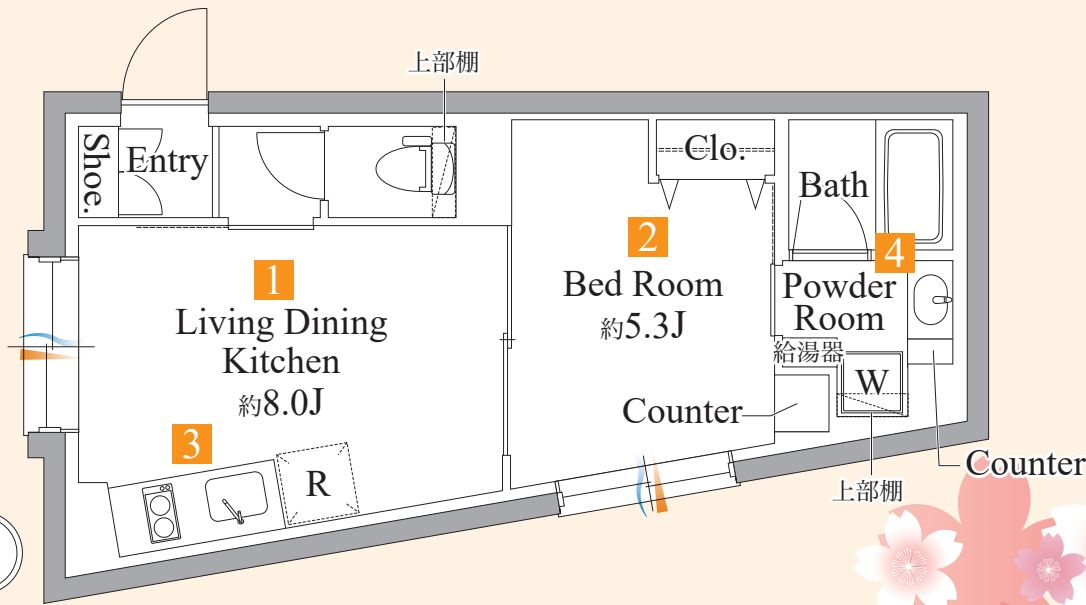 上部棚
Shoe.
Entry
Clo.
Bath
1
Living Dining
Kitchen
約8.0J
2
Bed Room
約5.3J
4
Powder
Room
給湯器
W
Counter
3
R
上部棚
Counter